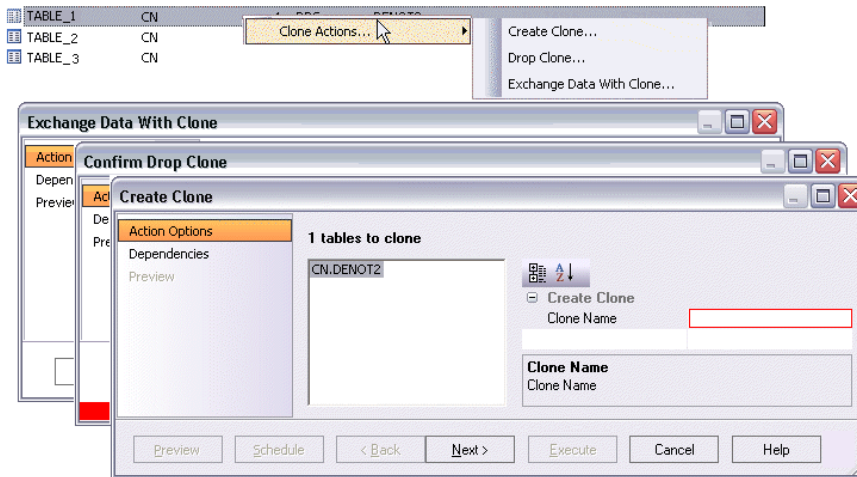 TABLE_1 CN
TABLE_2 CN
TABLE_3 CN
Clone Actions...
Create Clone...
Drop Clone...
Exchange Data With Clone...
Exchange Data With Clone
Action
Depen
Previe
Confirm Drop Clone
Act
De
Pre
Create Clone
Action Options
Dependencies
Preview
1 tables to clone
CN.DENOT2
Create Clone
Clone Name
Clone Name
Clone Name
Preview Schedule < Back Next > Execute Cancel Help